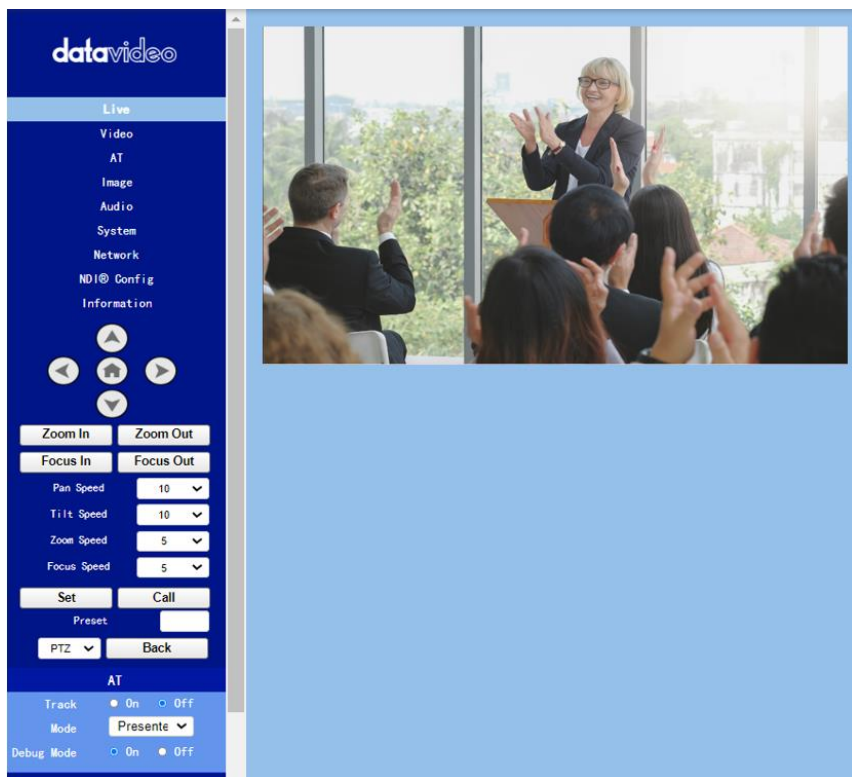 datavideo
Live
Video
AT
Image
Audio
System
Network
NDI® Config
Information
Zoom In Zoom Out
Focus In Focus Out
Pan Speed 10
Tilt Speed 10
Zoom Speed 5
Focus Speed 5
Set Call
Preset
PTZ Back
AT
Track On Off
Mode Presente
Debug Mode On Off